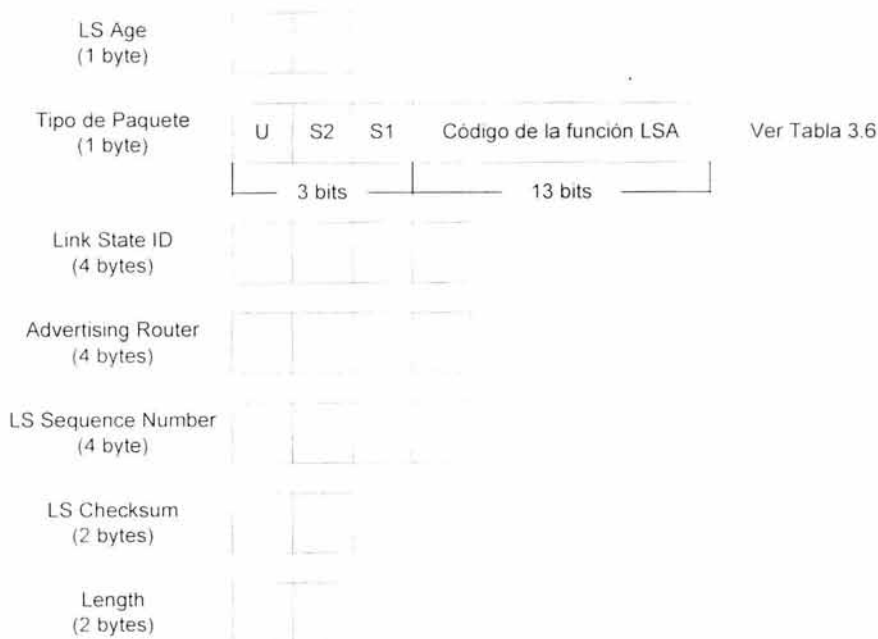 LS Age
(1 byte)
Tipo de Paquete
(1 byte)
U S2 S1 Código de la función LSA Ver Tabla 3.6
3 bits 13 bits
Link State ID
(4 bytes)
Advertising Router
(4 bytes)
LS Sequence Number
(4 byte)
LS Checksum
(2 bytes)
Length
(2 bytes)